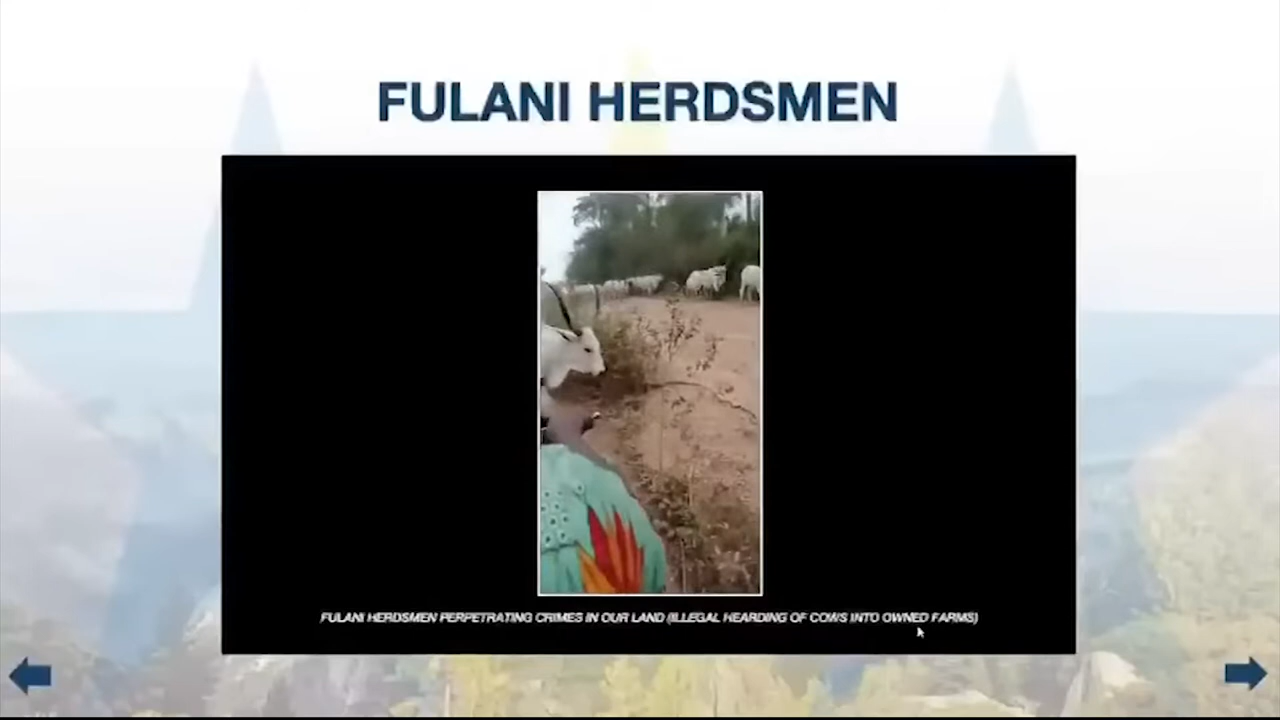 FULANI HERDSMEN
FULANI HERDSMEN PERPETRATING CRIMES IN OUR LAND (ILLEGAL HEARDING OF COWS INTO OWNED FARMS)